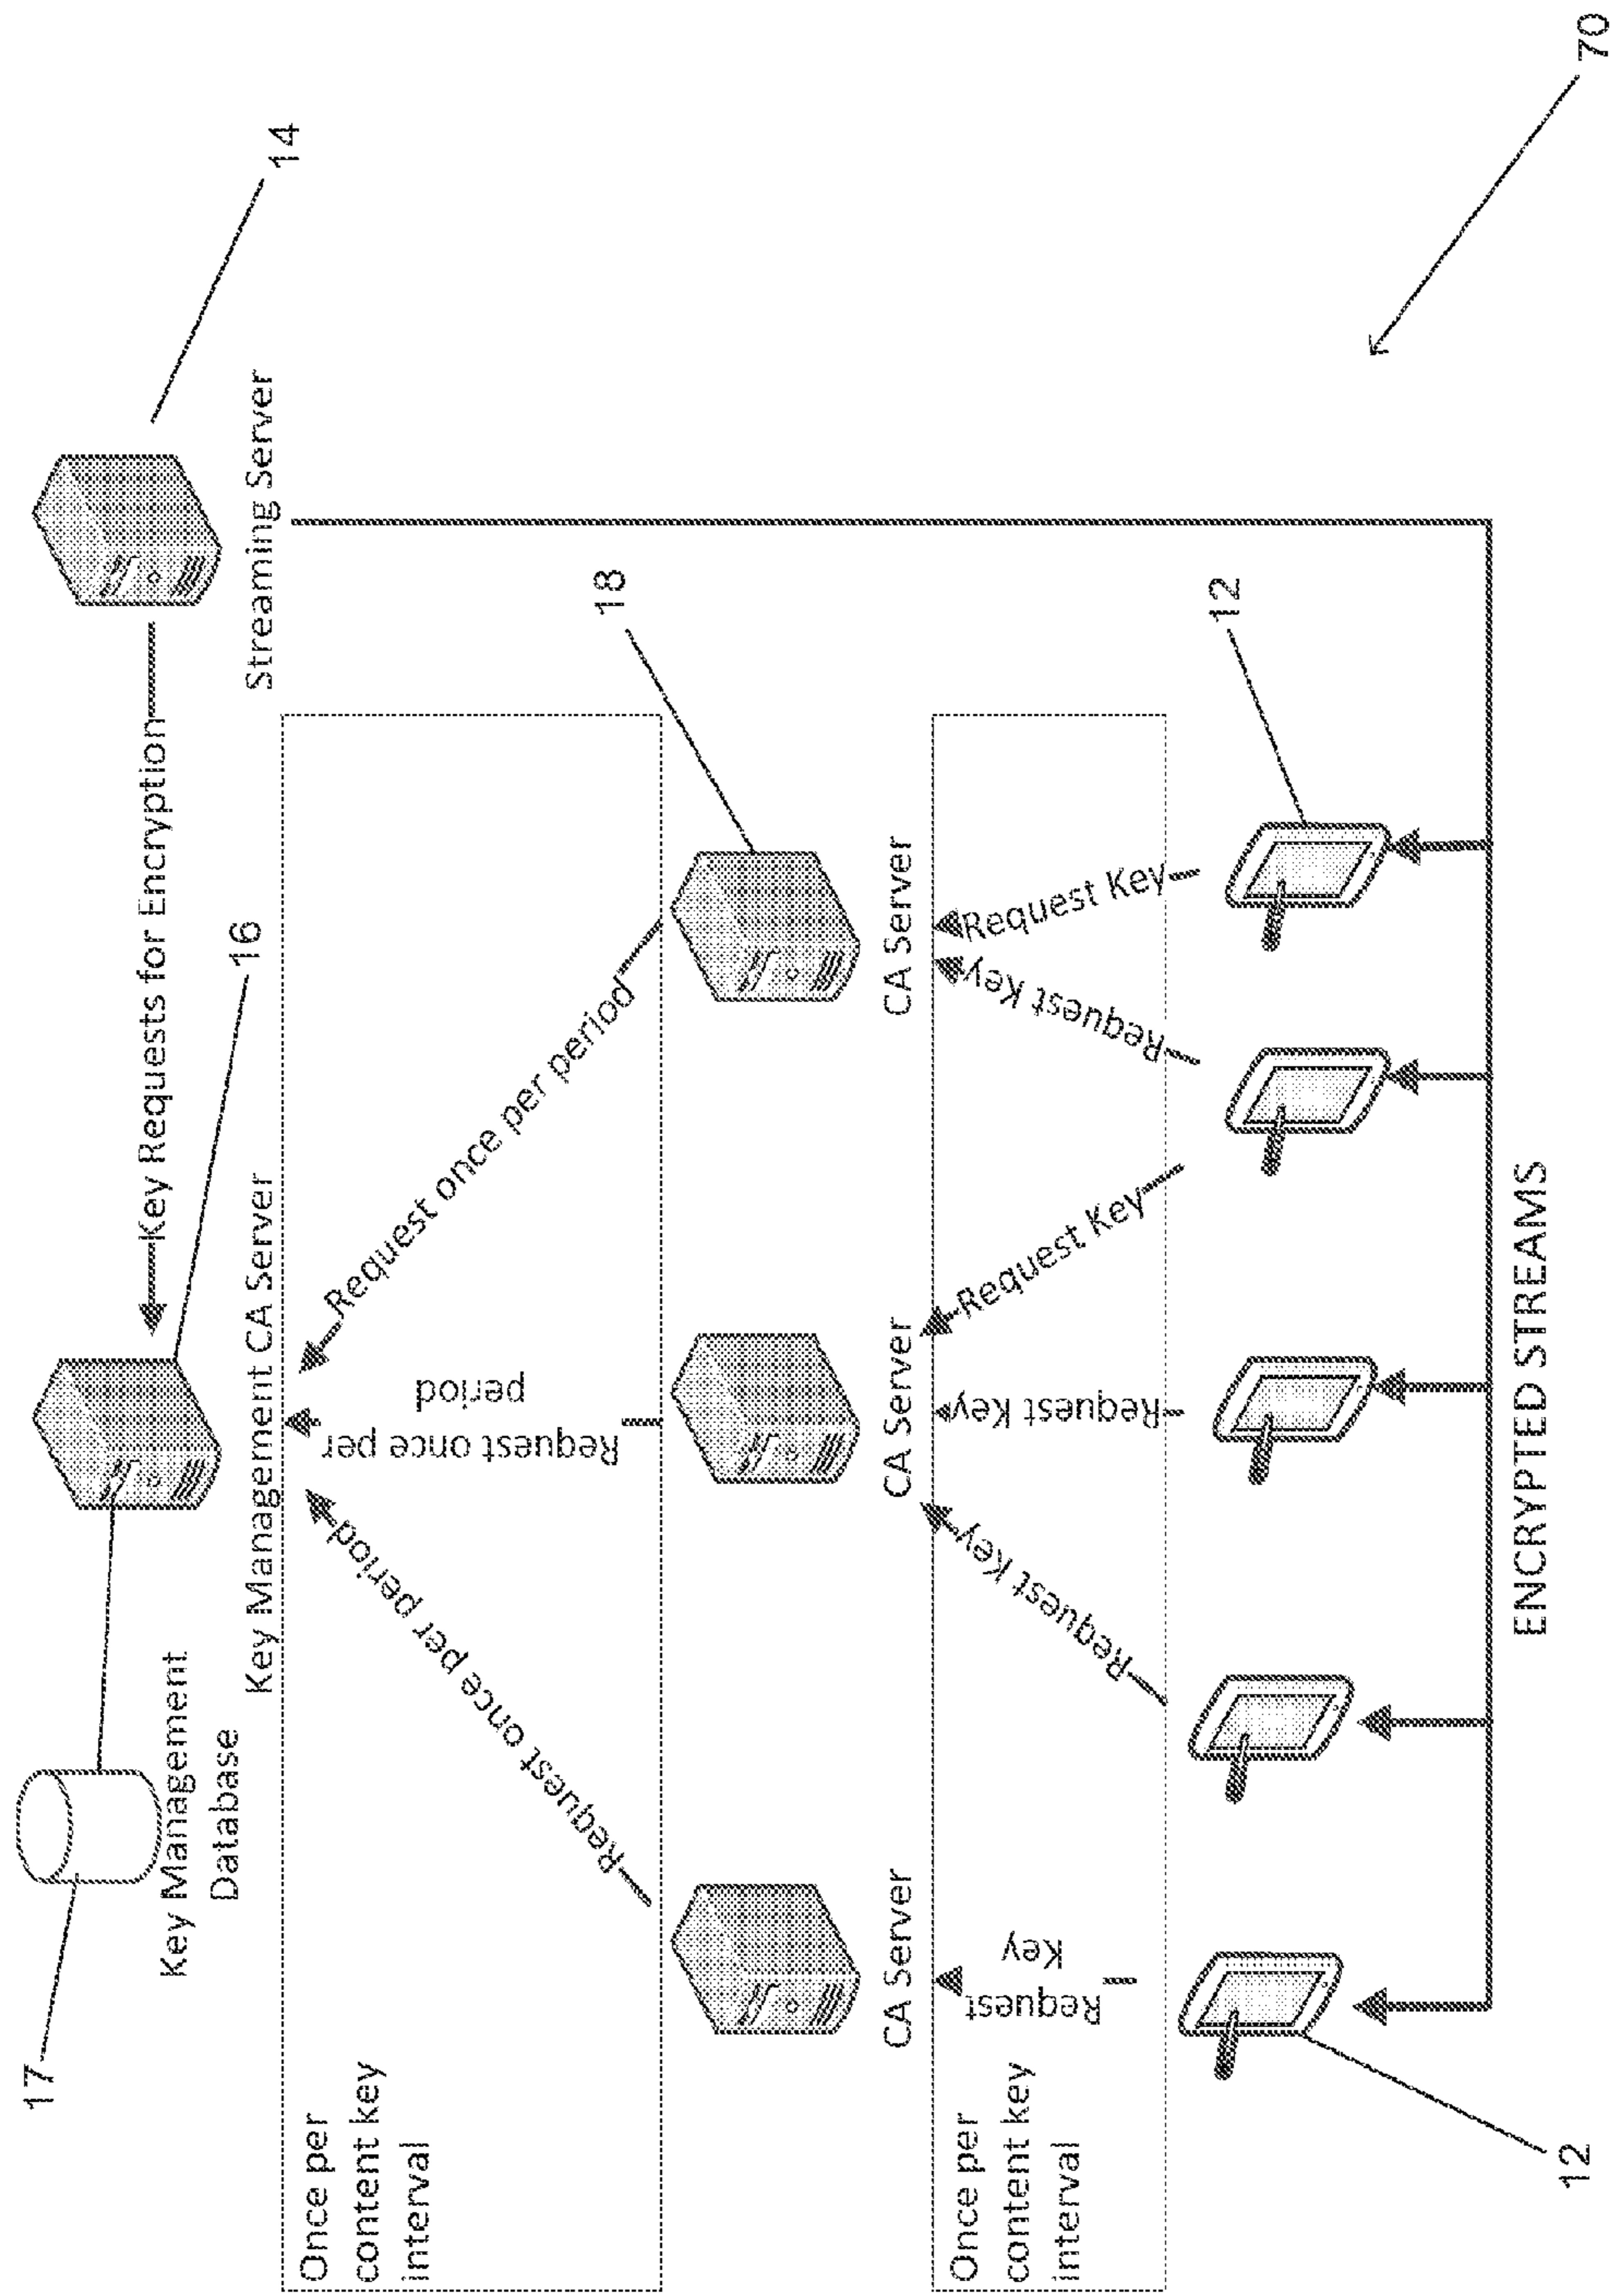 17
Key Management
Database
Key Management CA Server
16
Key Requests for Encryption
Streaming Server
14
Once per
content key
interval
Request once per period
Request once per
period
Request once per period
CA Server
CA Server
CA Server
18
Once per
content key
interval
Request
Key
Request Key
Request Key
Request Key
Request Key
Request Key
12
12
ENCRYPTED STREAMS
70